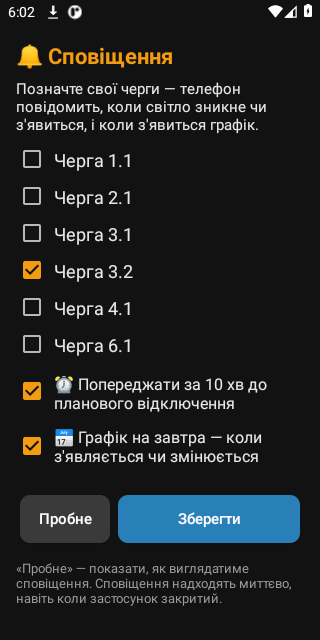 6:02
🔔 Сповіщення
Позначте свої черги — телефон
повідомить, коли світло зникне чи
з'явиться, і коли з'явиться графік.
Черга 1.1
Черга 2.1
Черга 3.1
Черга 3.2
Черга 4.1
Черга 6.1
⏰ Попереджати за 10 хв до
планового відключення
📅 Графік на завтра — коли
з'являється чи змінюється
Пробне
Зберегти
«Пробне» — показати, як виглядатиме
сповіщення. Сповіщення надходять миттєво,
навіть коли застосунок закритий.